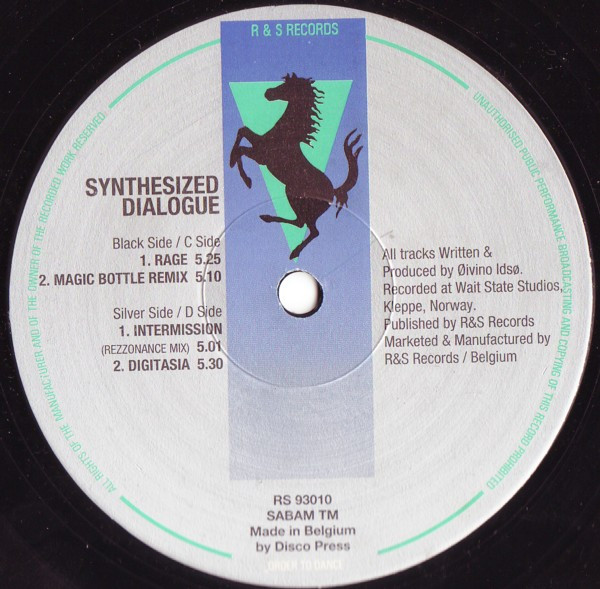 R & S RECORDS
SYNTHESIZED
DIALOGUE
Black Side / C Side
1. RAGE 5.25
2. MAGIC BOTTLE REMIX 5.10
Silver Side / D Side
1. INTERMISSION
(REZZONANCE MIX) 5.01
2. DIGITASIA 5.30
All tracks Written &
Produced by Øivino Idsø.
Recorded at Wait State Studios,
Kleppe, Norway.
Published by R&S Records
Marketed & Manufactured by
R&S Records / Belgium
RS 93010
SABAM TM
Made in Belgium
by Disco Press
ALL RIGHTS OF THE MANUFACTURER AND OF THE OWNER OF THE RECORDED WORK RESERVED
UNAUTHORISED PUBLIC PERFORMANCE BROADCASTING AND COPYING OF THIS RECORD PROHIBITED
ORDER TO DANCE